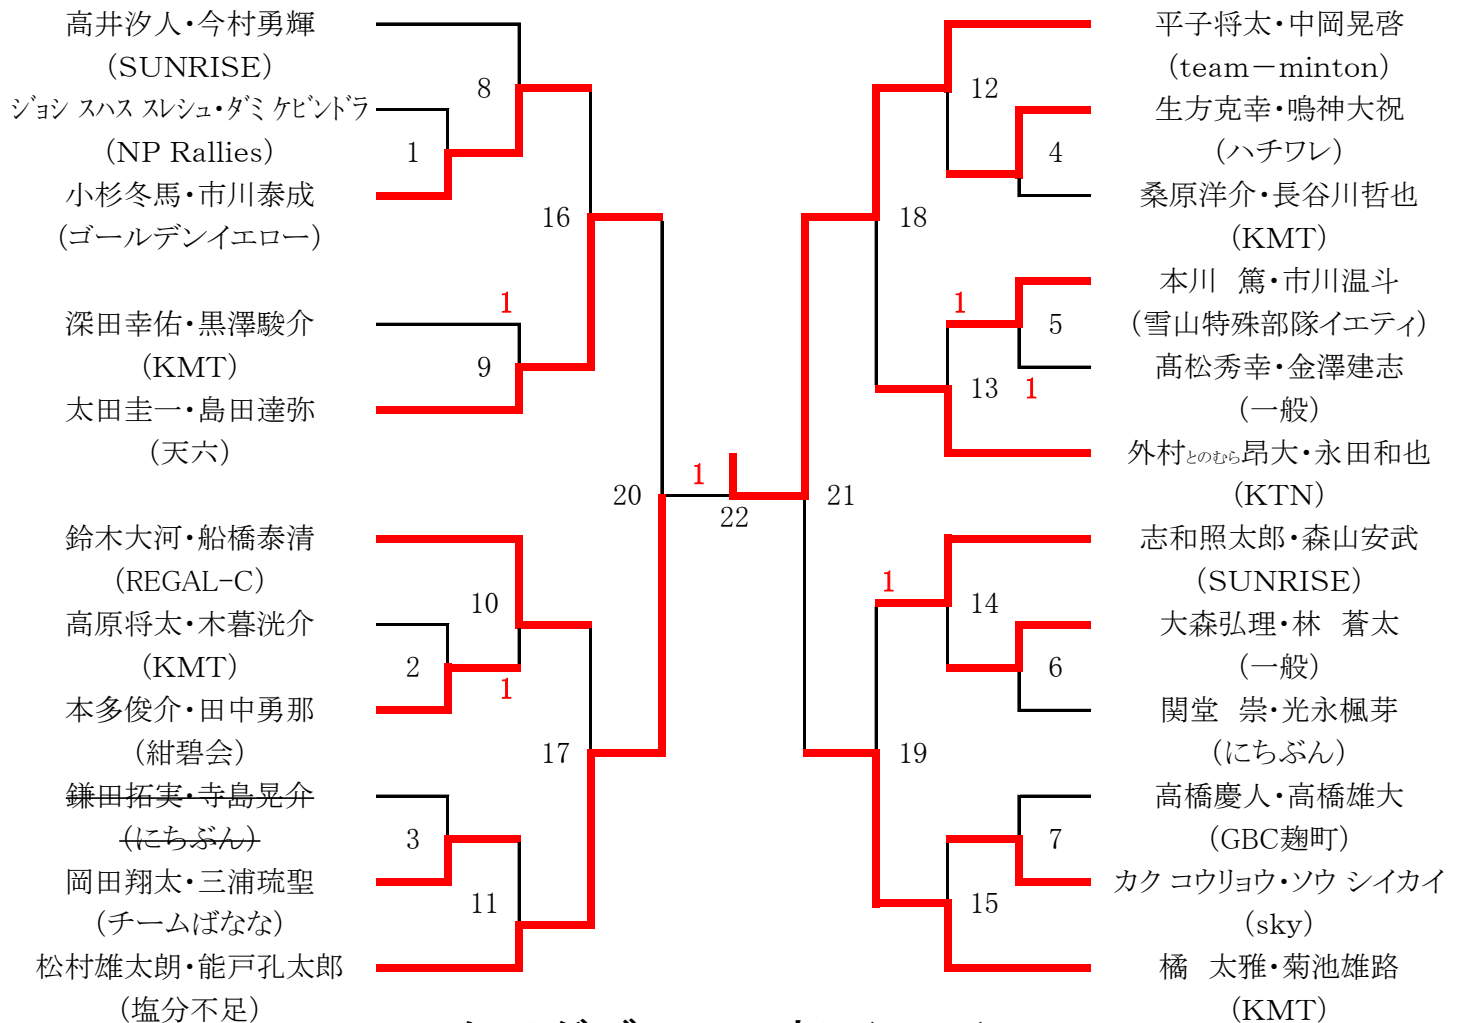 高井汐人・今村勇輝
(SUNRISE)
ジョシ スハス スレシュ・ダミ ケビンドラ
(NP Rallies)
小杉冬馬・市川泰成
(ゴールデンイエロー)
深田幸佑・黒澤駿介
(KMT)
太田圭一・島田達弥
(天六)
鈴木大河・船橋泰清
(REGAL-C)
高原将太・木暮洸介
(KMT)
本多俊介・田中勇那
(紺碧会)
鎌田拓実・寺島晃介
(にちぶん)
岡田翔太・三浦琉聖
(チームばなな)
松村雄太朗・能戸孔太郎
(塩分不足)
8
1
16
1
9
10
2
1
17
3
11
20
1
22
21
12
4
18
1
5
13
1
1
14
6
19
7
15
平子将太・中岡晃啓
(team－minton)
生方克幸・鳴神大祝
(ハチワレ)
桑原洋介・長谷川哲也
(KMT)
本川　篤・市川温斗
(雪山特殊部隊イエティ)
髙松秀幸・金澤建志
(一般)
外村とのむら昂大・永田和也
(KTN)
志和照太郎・森山安武
(SUNRISE)
大森弘理・林　蒼太
(一般)
関堂　崇・光永楓芽
(にちぶん)
高橋慶人・高橋雄大
(GBC麹町)
カク コウリョウ・ソウ シイカイ
(sky)
橘　太雅・菊池雄路
(KMT)